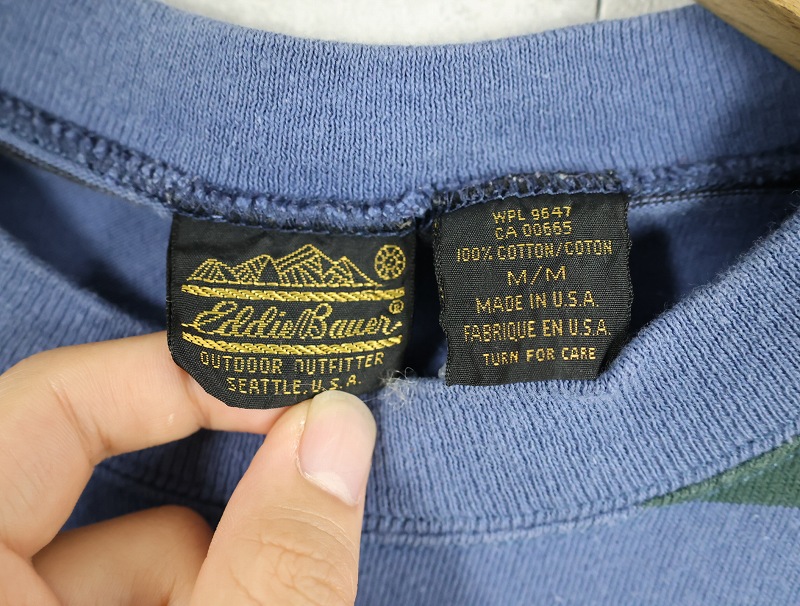 Eddie Bauer®
OUTDOOR OUTFITTER
SEATTLE, U.S.A.
WPL 9647
CA 00665
100% COTTON/COTON
M/M
MADE IN U.S.A.
FABRIQUE EN U.S.A.
TURN FOR CARE